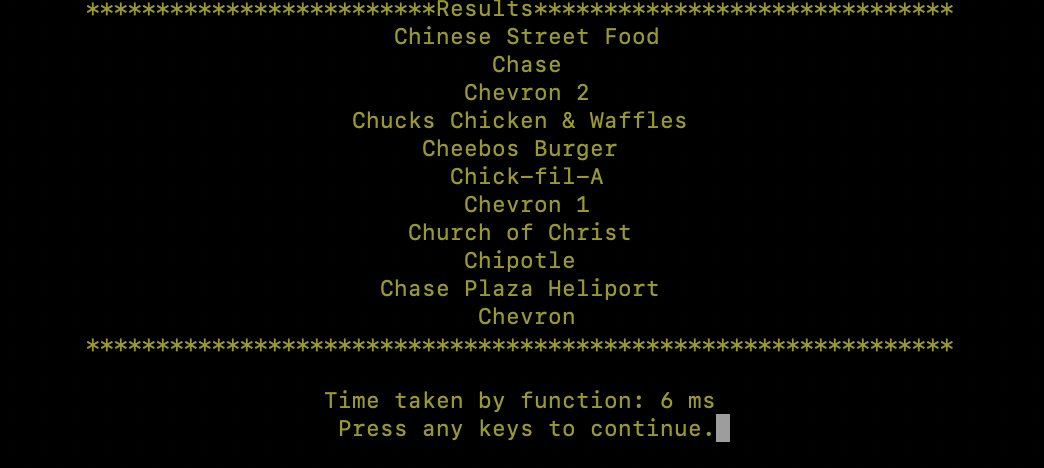 *************************Results******************************
Chinese Street Food
Chase
Chevron 2
Chucks Chicken & Waffles
Cheebos Burger
Chick-fil-A
Chevron 1
Church of Christ
Chipotle
Chase Plaza Heliport
Chevron
**************************************************************
Time taken by function: 6 ms
Press any keys to continue.